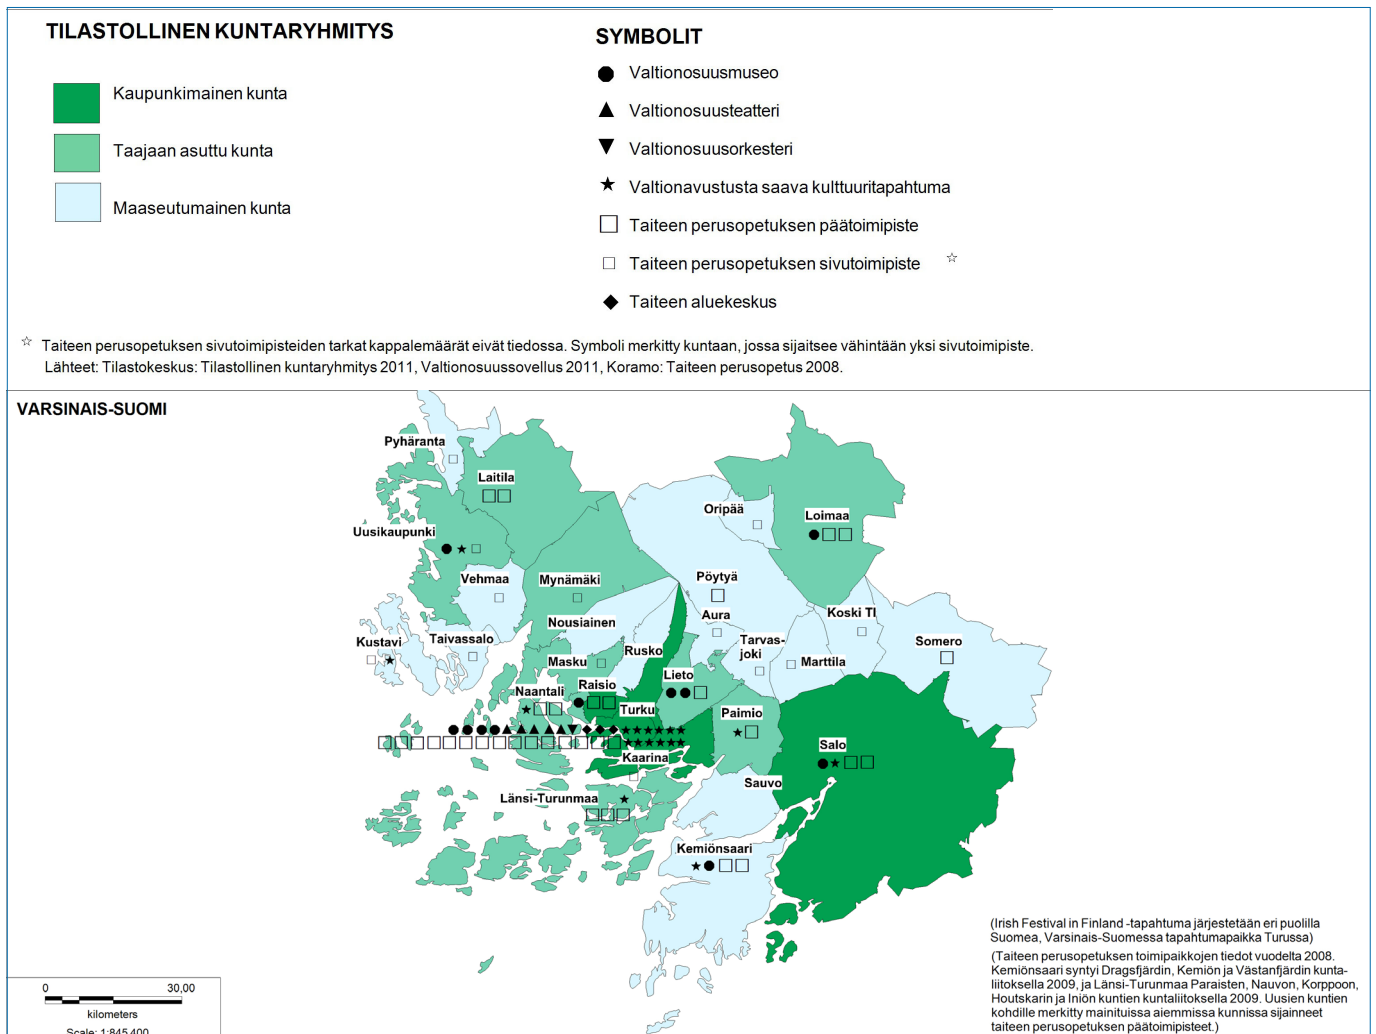 TILASTOLLINEN KUNTARYHMITYS
Kaupunkimainen kunta
Taajaan asuttu kunta
Maaseutumainen kunta
SYMBOLIT
Valtionosuusmuseo
Valtionosuusteatteri
Valtionosuusorkesteri
Valtionavustusta saava kulttuuritapahtuma
Taiteen perusopetuksen päätoimipiste
Taiteen perusopetuksen sivutoimipiste ☆
Taiteen aluekeskus
☆ Taiteen perusopetuksen sivutoimipisteiden tarkat kappalemäärät eivät tiedossa. Symboli merkitty kuntaan, jossa sijaitsee vähintään yksi sivutoimipiste.
Lähteet: Tilastokeskus: Tilastollinen kuntaryhmitys 2011, Valtionosuussovellus 2011, Koramo: Taiteen perusopetus 2008.
VARSINAIS-SUOMI
Pyhäranta
Laitila
Oripää
Loimaa
Uusikaupunki
Vehmaa
Mynämäki
Pöytyä
Nousiainen
Aura
Koski Tl
Kustavi
Taivassalo
Tarvas-
joki
Somero
Masku
Rusko
Marttila
Lieto
Naantali
Raisio
Turku
Paimio
Salo
Kaarina
Sauvo
Länsi-Turunmaa
Kemiönsaari
(Irish Festival in Finland -tapahtuma järjestetään eri puolilla
Suomea, Varsinais-Suomessa tapahtumapaikka Turussa)
(Taiteen perusopetuksen toimipaikkojen tiedot vuodelta 2008.
Kemiönsaari syntyi Dragsfjärdin, Kemiön ja Västanfjärdin kunta-
liitoksella 2009, ja Länsi-Turunmaa Paraisten, Nauvon, Korppoon,
Houtskarin ja Iniön kuntien kuntaliitoksella 2009. Uusien kuntien
kohdille merkitty mainituissa aiemmissa kunnissa sijainneet
taiteen perusopetuksen päätoimipisteet.)
0 30,00
kilometers
Scale: 1:845 400